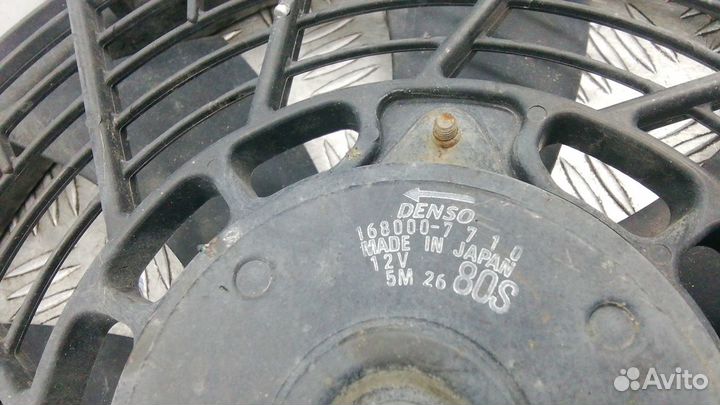 DENSO
168000-7710
MADE IN JAPAN
12V
5M 26 80S
Avito